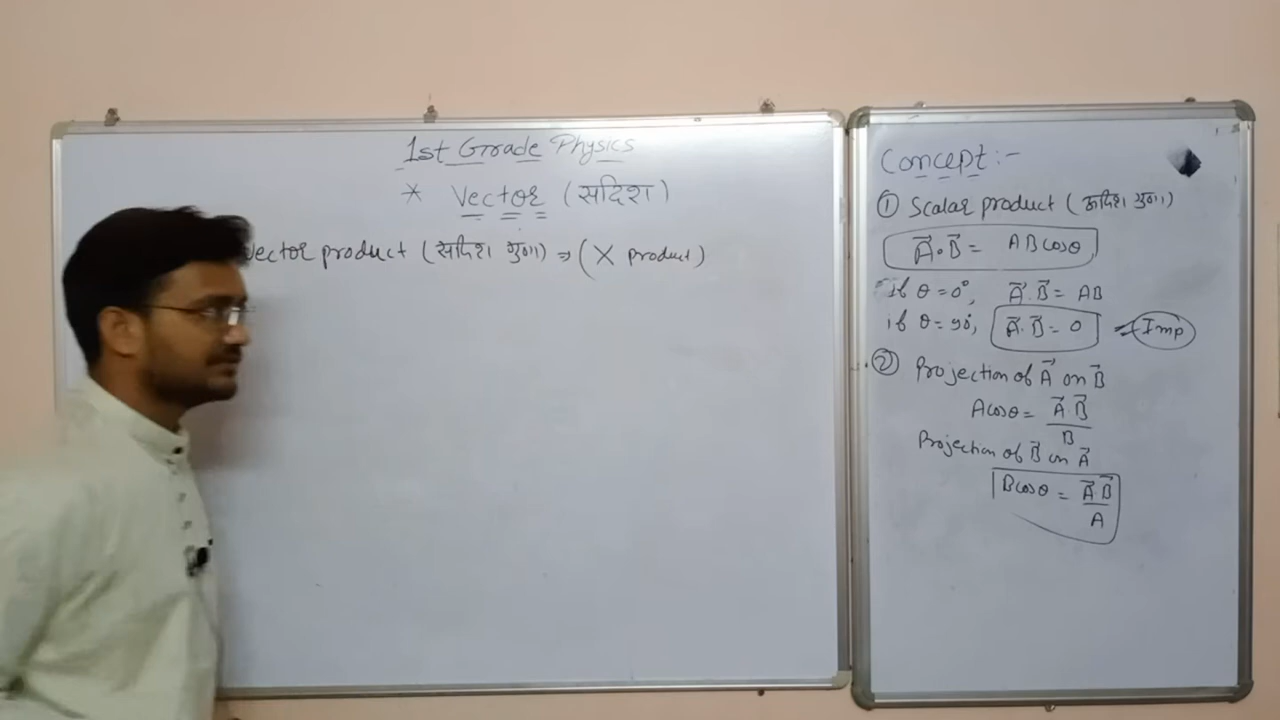 1st Grade Physics
* Vector (सदिश)
Vector product (सदिश गुणा) ⇒ (X product)
Concept:-
① Scalar product (अदिश गुणा)
A⃗•B⃗ = AB cosθ
if θ = 0°, A⃗.B⃗ = AB
if θ = 90°, A⃗.B⃗ = 0 ⇐ Imp
② Projection of A⃗ on B⃗
A cosθ = A⃗.B⃗ / B
Projection of B⃗ on A⃗
B cosθ = A⃗.B⃗ / A